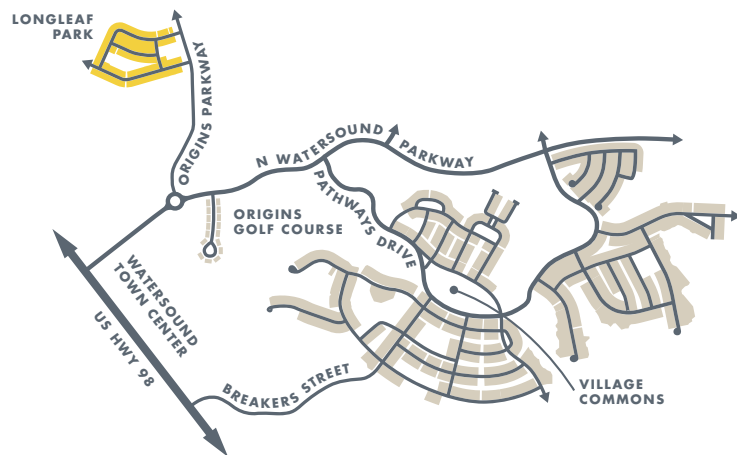 LONGLEAF
PARK
ORIGINS PARKWAY
N WATERSOUND PARKWAY
PATHWAYS DRIVE
ORIGINS
GOLF COURSE
WATERSOUND
TOWN CENTER
US HWY 98
BREAKERS STREET
VILLAGE
COMMONS